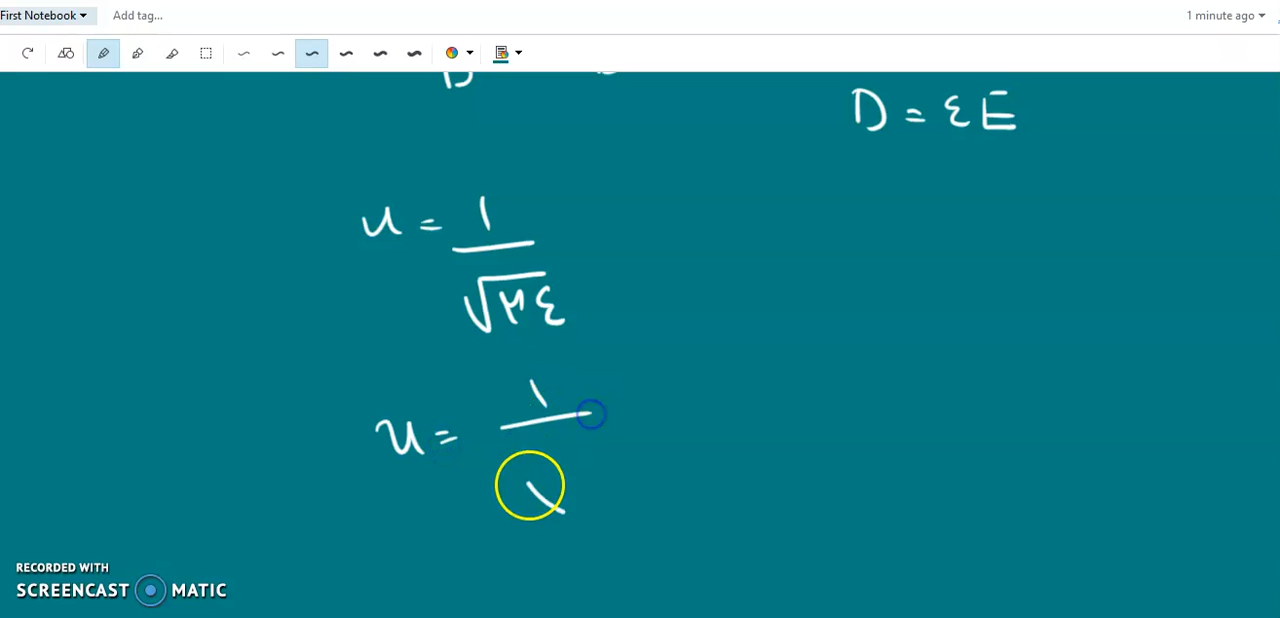 First Notebook Add tag... 1 minute ago
D = εE
u = 1
√με
u = 1
RECORDED WITH
SCREENCAST MATIC